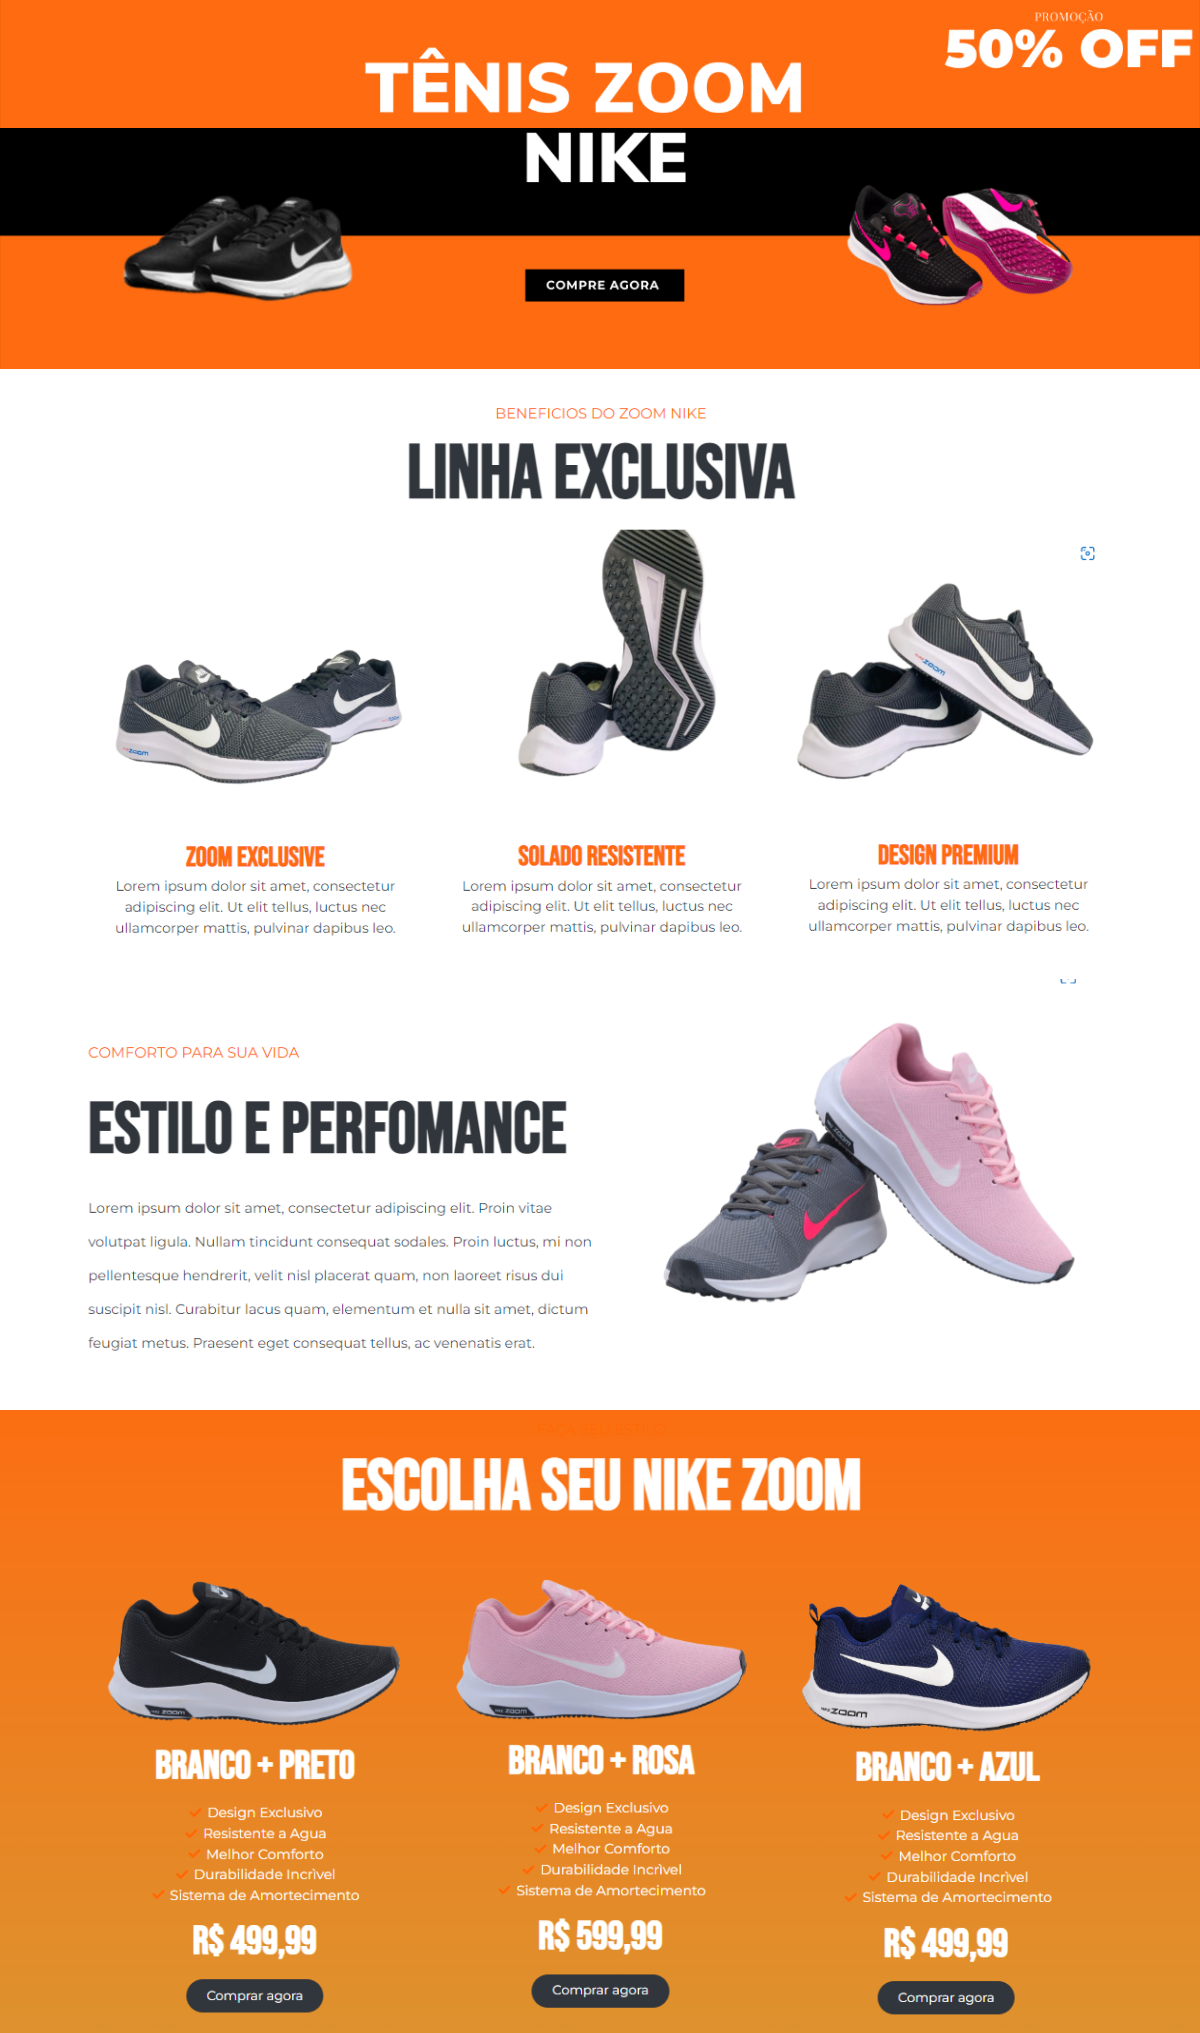 PROMOÇÃO
50% OFF
TÊNIS ZOOM
NIKE
COMPRE AGORA
BENEFICIOS DO ZOOM NIKE
LINHA EXCLUSIVA
zoom
zoom
ZOOM EXCLUSIVE
Lorem ipsum dolor sit amet, consectetur
adipiscing elit. Ut elit tellus, luctus nec
ullamcorper mattis, pulvinar dapibus leo.
SOLADO RESISTENTE
Lorem ipsum dolor sit amet, consectetur
adipiscing elit. Ut elit tellus, luctus nec
ullamcorper mattis, pulvinar dapibus leo.
DESIGN PREMIUM
Lorem ipsum dolor sit amet, consectetur
adipiscing elit. Ut elit tellus, luctus nec
ullamcorper mattis, pulvinar dapibus leo.
COMFORTO PARA SUA VIDA
ESTILO E PERFOMANCE
Lorem ipsum dolor sit amet, consectetur adipiscing elit. Proin vitae
volutpat ligula. Nullam tincidunt consequat sodales. Proin luctus, mi non
pellentesque hendrerit, velit nisl placerat quam, non laoreet risus dui
suscipit nisl. Curabitur lacus quam, elementum et nulla sit amet, dictum
feugiat metus. Praesent eget consequat tellus, ac venenatis erat.
zoom
ESCOLHA SEU NIKE ZOOM
zoom
BRANCO + PRETO
Design Exclusivo
Resistente a Agua
Melhor Comforto
Durabilidade Incrìvel
Sistema de Amortecimento
R$ 499,99
Comprar agora
zoom
BRANCO + ROSA
Design Exclusivo
Resistente a Agua
Melhor Comforto
Durabilidade Incrìvel
Sistema de Amortecimento
R$ 599,99
Comprar agora
zoom
BRANCO + AZUL
Design Exclusivo
Resistente a Agua
Melhor Comforto
Durabilidade Incrìvel
Sistema de Amortecimento
R$ 499,99
Comprar agora